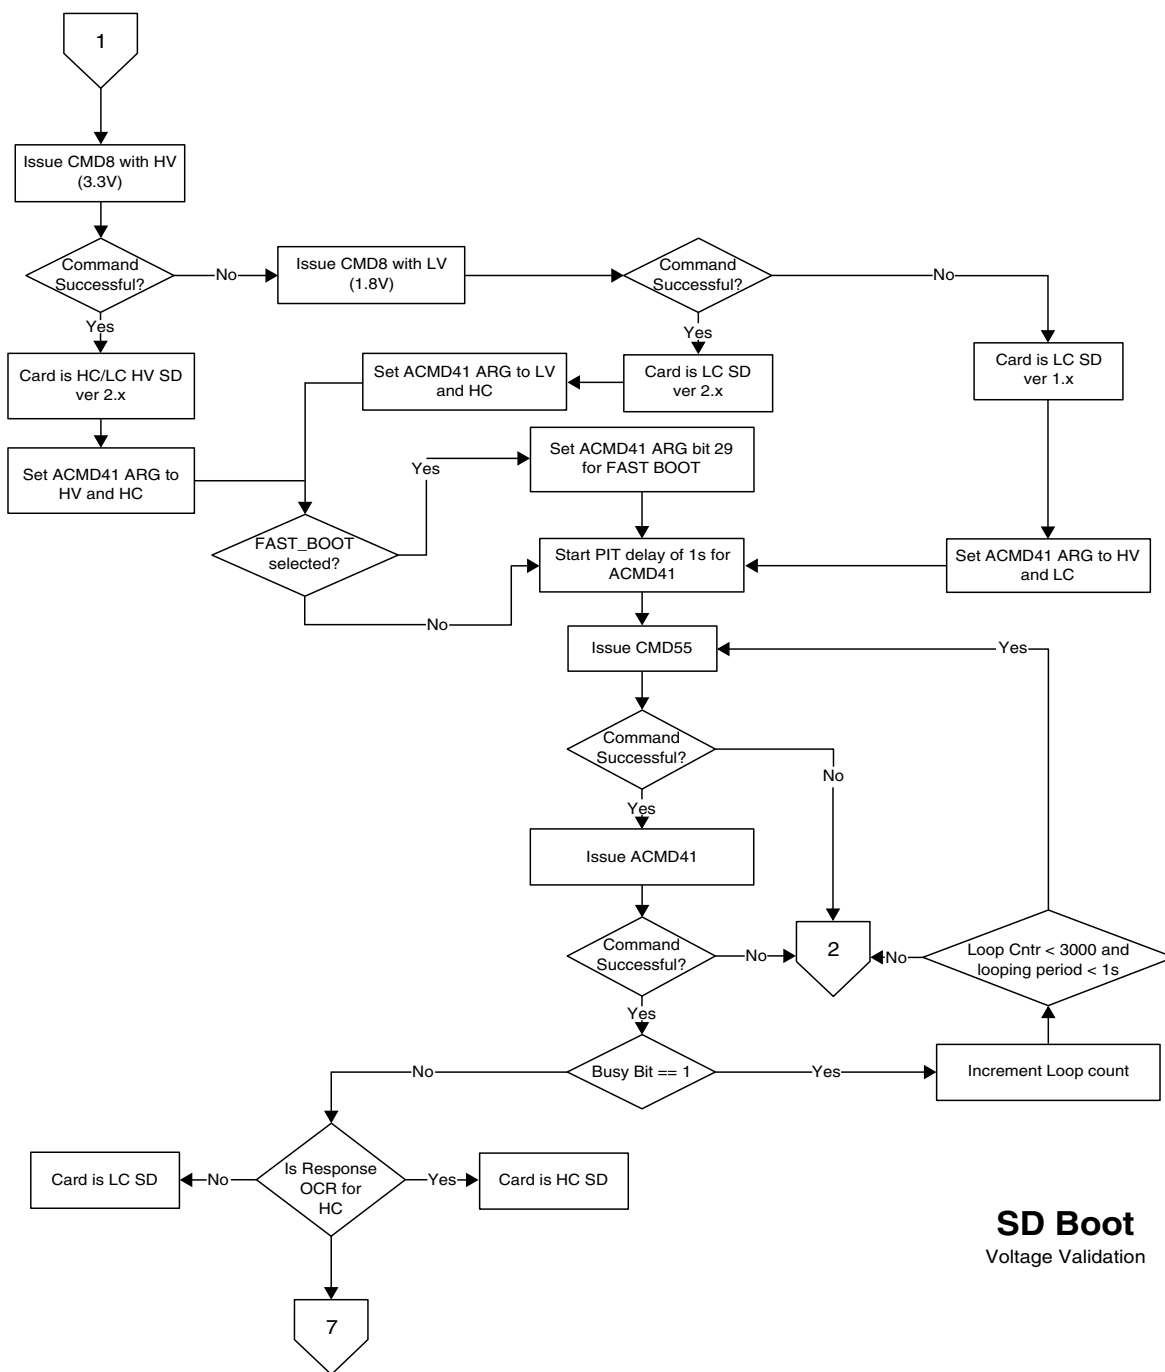 1
Issue CMD8 with HV
(3.3V)
Command
Successful?
No
Issue CMD8 with LV
(1.8V)
Command
Successful?
No
Yes
Yes
Card is HC/LC HV SD
ver 2.x
Set ACMD41 ARG to LV
and HC
Card is LC SD
ver 2.x
Card is LC SD
ver 1.x
Set ACMD41 ARG to
HV and HC
Yes
Set ACMD41 ARG bit 29
for FAST BOOT
FAST_BOOT
selected?
Start PIT delay of 1s for
ACMD41
Set ACMD41 ARG to HV
and LC
No
Issue CMD55
Yes
Command
Successful?
No
Yes
Issue ACMD41
Command
Successful?
No
2
No
Loop Cntr < 3000 and
looping period < 1s
Yes
No
Busy Bit == 1
Yes
Increment Loop count
Card is LC SD
No
Is Response
OCR for
HC
Yes
Card is HC SD
SD Boot
Voltage Validation
7